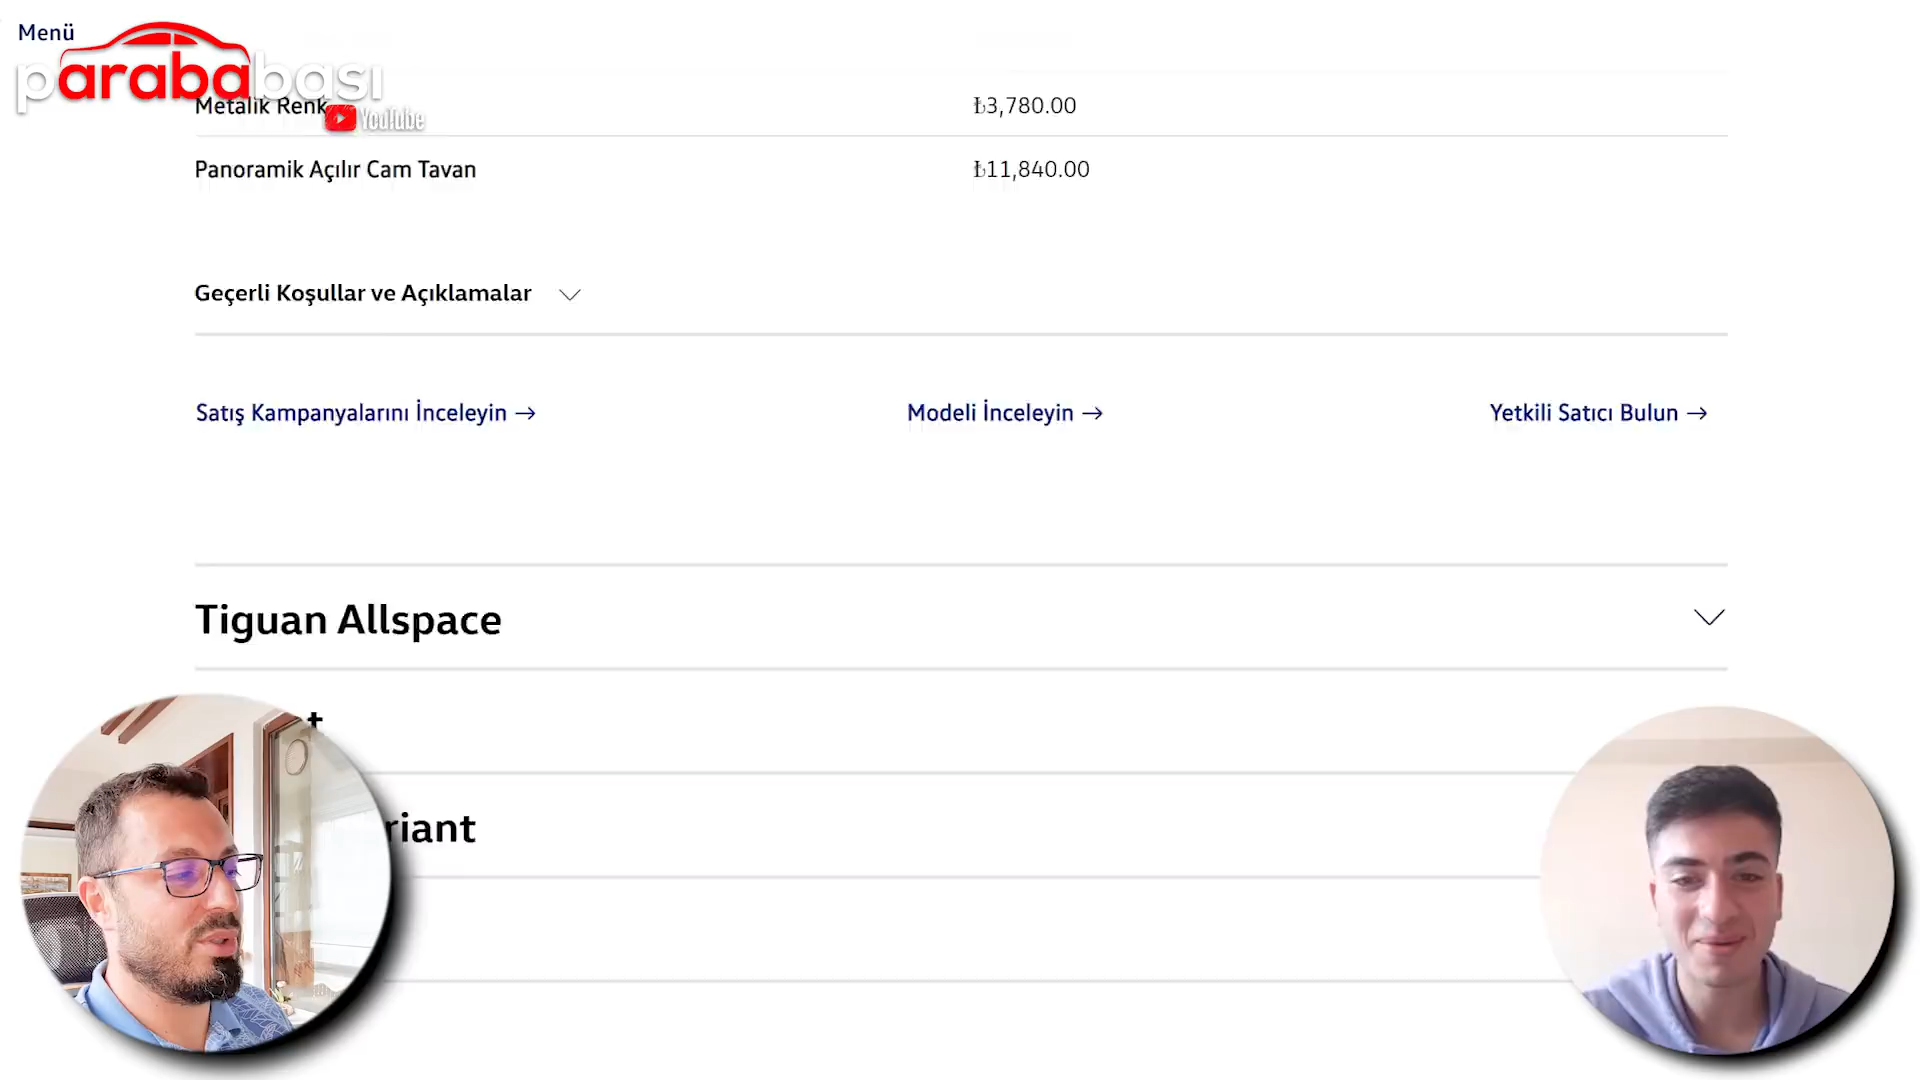 Menü
parababası
YouTube
Metalik Renk ₺3,780.00
Panoramik Açılır Cam Tavan ₺11,840.00
Geçerli Koşullar ve Açıklamalar
Satış Kampanyalarını İnceleyin → Modeli İnceleyin → Yetkili Satıcı Bulun →
Tiguan Allspace
t
riant